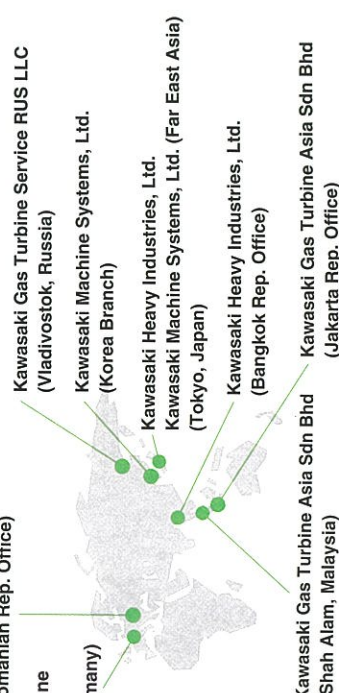 omanian Rep. Office)
ne
many)
Kawasaki Gas Turbine Service RUS LLC
(Vladivostok, Russia)
Kawasaki Machine Systems, Ltd.
(Korea Branch)
Kawasaki Heavy Industries, Ltd.
Kawasaki Machine Systems, Ltd. (Far East Asia)
(Tokyo, Japan)
Kawasaki Heavy Industries, Ltd.
(Bangkok Rep. Office)
Kawasaki Gas Turbine Asia Sdn Bhd
(Jakarta Rep. Office)
Kawasaki Gas Turbine Asia Sdn Bhd
Shah Alam, Malaysia)